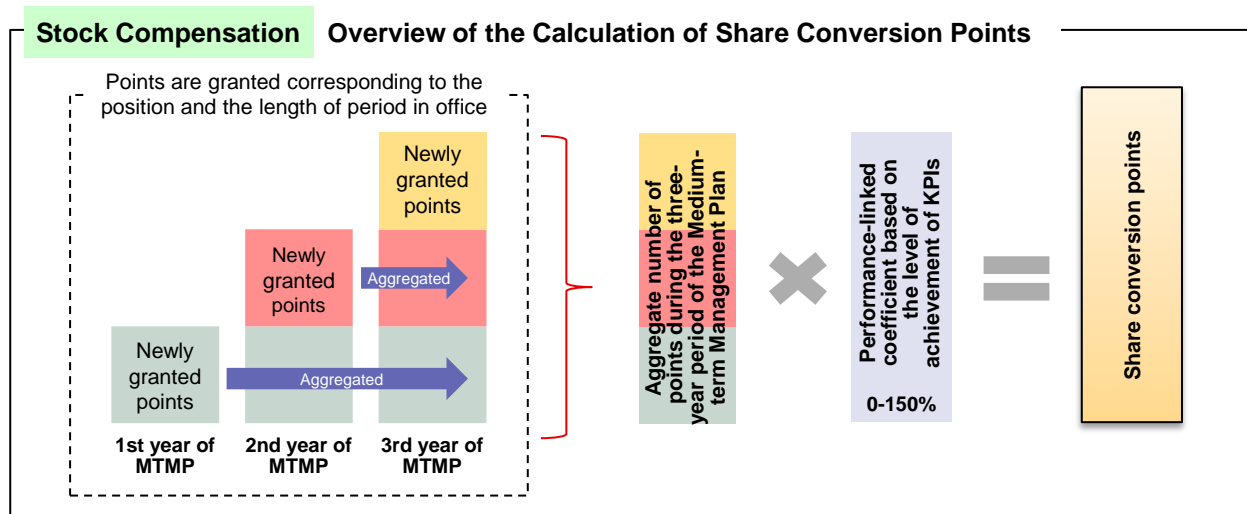 Stock Compensation Overview of the Calculation of Share Conversion Points
Points are granted corresponding to the
position and the length of period in office
Newly
granted
points
Newly
granted
points
Aggregated
Newly
granted
points
Aggregated
1st year of
MTMP
2nd year of
MTMP
3rd year of
MTMP
Aggregate number of
points during the three-
year period of the Medium-
term Management Plan
Performance-linked
coefficient based on
the level of
achievement of KPIs
0-150%
Share conversion points